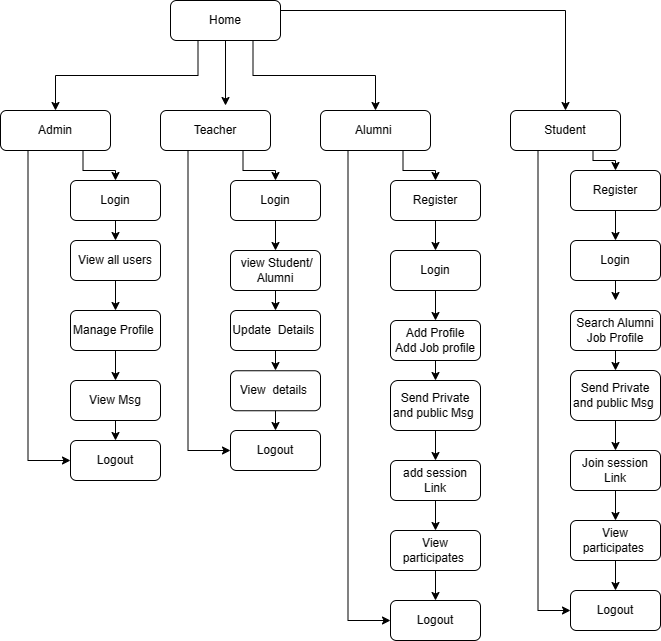 Home
Admin
Teacher
Alumni
Student
Login
View all users
Manage Profile
View Msg
Logout
Login
view Student/
Alumni
Update Details
View details
Logout
Register
Login
Add Profile
Add Job profile
Send Private
and public Msg
add session
Link
View
participates
Logout
Register
Login
Search Alumni
Job Profile
Send Private
and public Msg
Join session
Link
View
participates
Logout